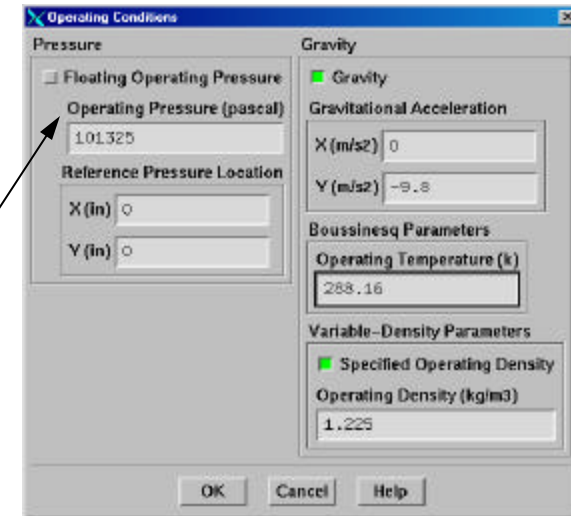 Operating Conditions
Pressure
Floating Operating Pressure
Operating Pressure (pascal)
101325
Reference Pressure Location
X (in) 0
Y (in) 0
Gravity
Gravity
Gravitational Acceleration
X (m/s2) 0
Y (m/s2) -9.8
Boussinesq Parameters
Operating Temperature (k)
288.16
Variable-Density Parameters
Specified Operating Density
Operating Density (kg/m3)
1.225
OK Cancel Help